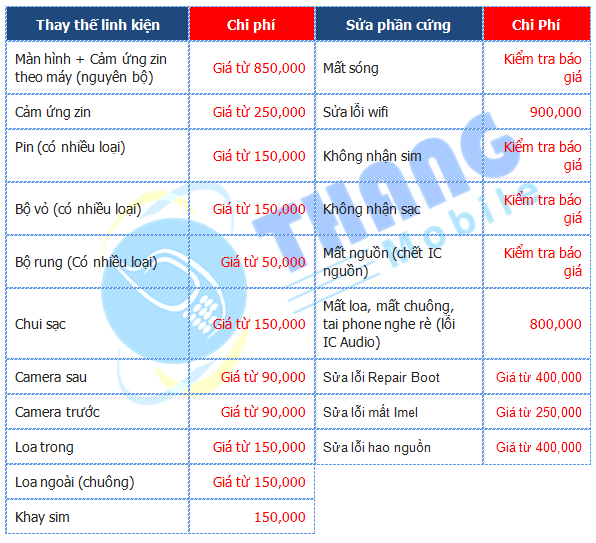 Thay thế linh kiện Chi phí Sửa phần cứng Chi Phí
Màn hình + Cảm ứng zin
theo máy (nguyên bộ)
Giá từ 850,000
Mất sóng
Kiểm tra báo
giá
Cảm ứng zin Giá từ 250,000 Sửa lỗi wifi 900,000
Pin (có nhiều loại) Giá từ 150,000 Không nhận sim
Kiểm tra báo
giá
Bộ vỏ (có nhiều loại) Giá từ 150,000 Không nhận sạc
Kiểm tra báo
giá
Bộ rung (Có nhiều loại) Giá từ 50,000
Mất nguồn (chết IC
nguồn)
Kiểm tra báo
giá
Chui sạc Giá từ 150,000
Mất loa, mất chuông,
tai phone nghe rè (lỗi
IC Audio)
800,000
Camera sau Giá từ 90,000 Sửa lỗi Repair Boot Giá từ 400,000
Camera trước Giá từ 90,000 Sửa lỗi mất Imel Giá từ 250,000
Loa trong Giá từ 150,000 Sửa lỗi hao nguồn Giá từ 400,000
Loa ngoài (chuông) Giá từ 150,000
Khay sim 150,000
THANG
Mobile